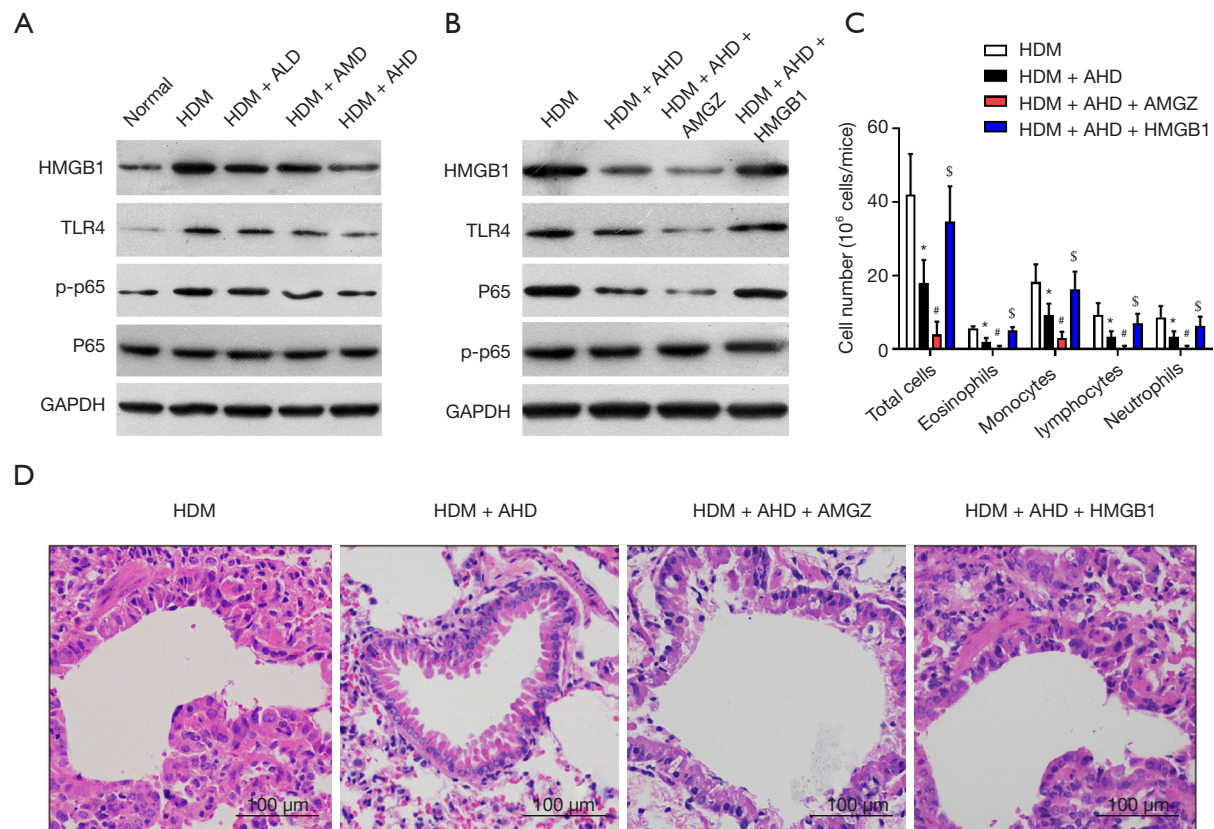 A
Normal
HDM
HDM + ALD
HDM + AMD
HDM + AHD
HMGB1
TLR4
p-p65
P65
GAPDH
B
HDM
HDM + AHD
HDM + AHD +
AMGZ
HDM + AHD +
HMGB1
HMGB1
TLR4
P65
p-p65
GAPDH
C
HDM
HDM + AHD
HDM + AHD + AMGZ
HDM + AHD + HMGB1
Cell number (10⁶ cells/mice)
60
40
20
0
* # $
* # $
* # $
* # $
* # $
Total cells
Eosinophils
Monocytes
lymphocytes
Neutrophils
D
HDM
HDM + AHD
HDM + AHD + AMGZ
HDM + AHD + HMGB1
100 μm
100 μm
100 μm
100 μm